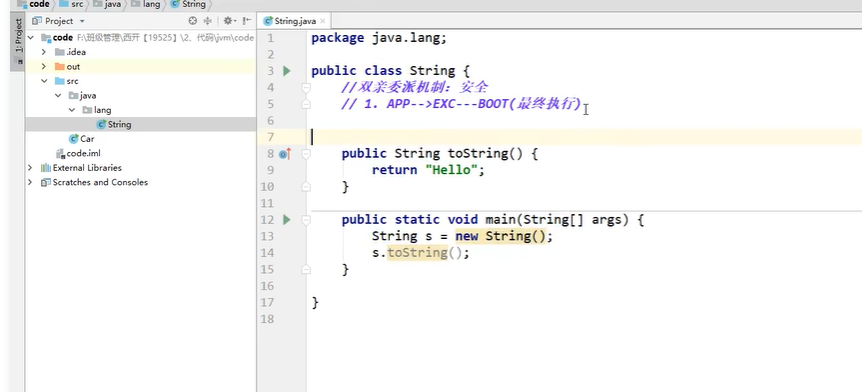 code src java lang String
Project
String.java
1: Project
code F:\班级管理\西开【19525】\2、代码\jvm\code
.idea
out
src
java
lang
String
Car
code.iml
External Libraries
Scratches and Consoles
1 package java.lang;
2
3 public class String {
4 //双亲委派机制: 安全
5 // 1. APP-->EXC---BOOT(最终执行)
6
7
8 public String toString() {
9 return "Hello";
10 }
11
12 public static void main(String[] args) {
13 String s = new String();
14 s.toString();
15 }
16
17 }
18